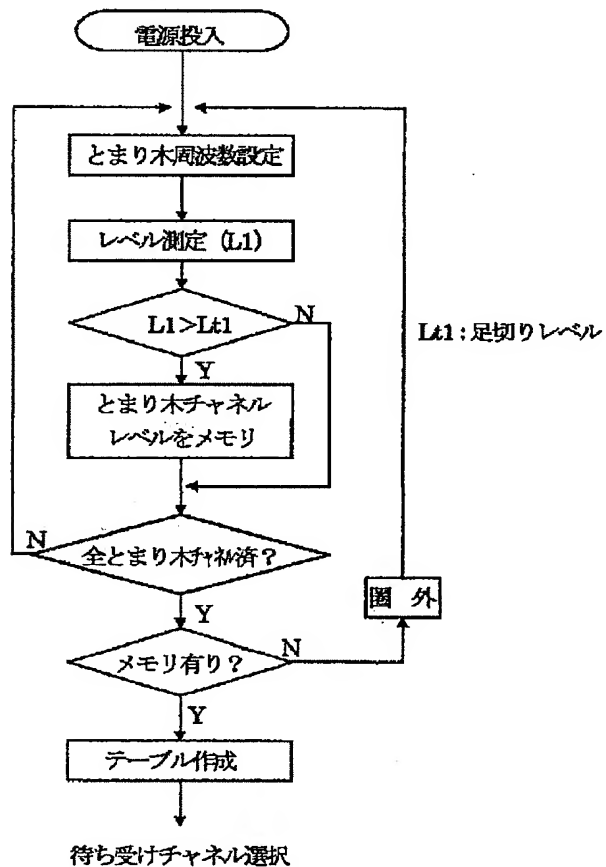 電源投入
とまり木周波数設定
レベル測定 (L1)
L1>Lt1
N
Y
Lt1:足切りレベル
とまり木チャネル
レベルをメモリ
全とまり木チャネル済?
N
Y
圏 外
メモリ有り?
N
Y
テーブル作成
待ち受けチャネル選択